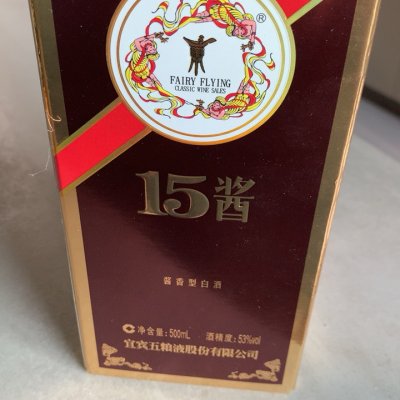 ®
FAIRY FLYING
CLASSIC WINE SALES
15酱
酱香型白酒
净含量:500mL 酒精度:53%vol
宜宾五粮液股份有限公司